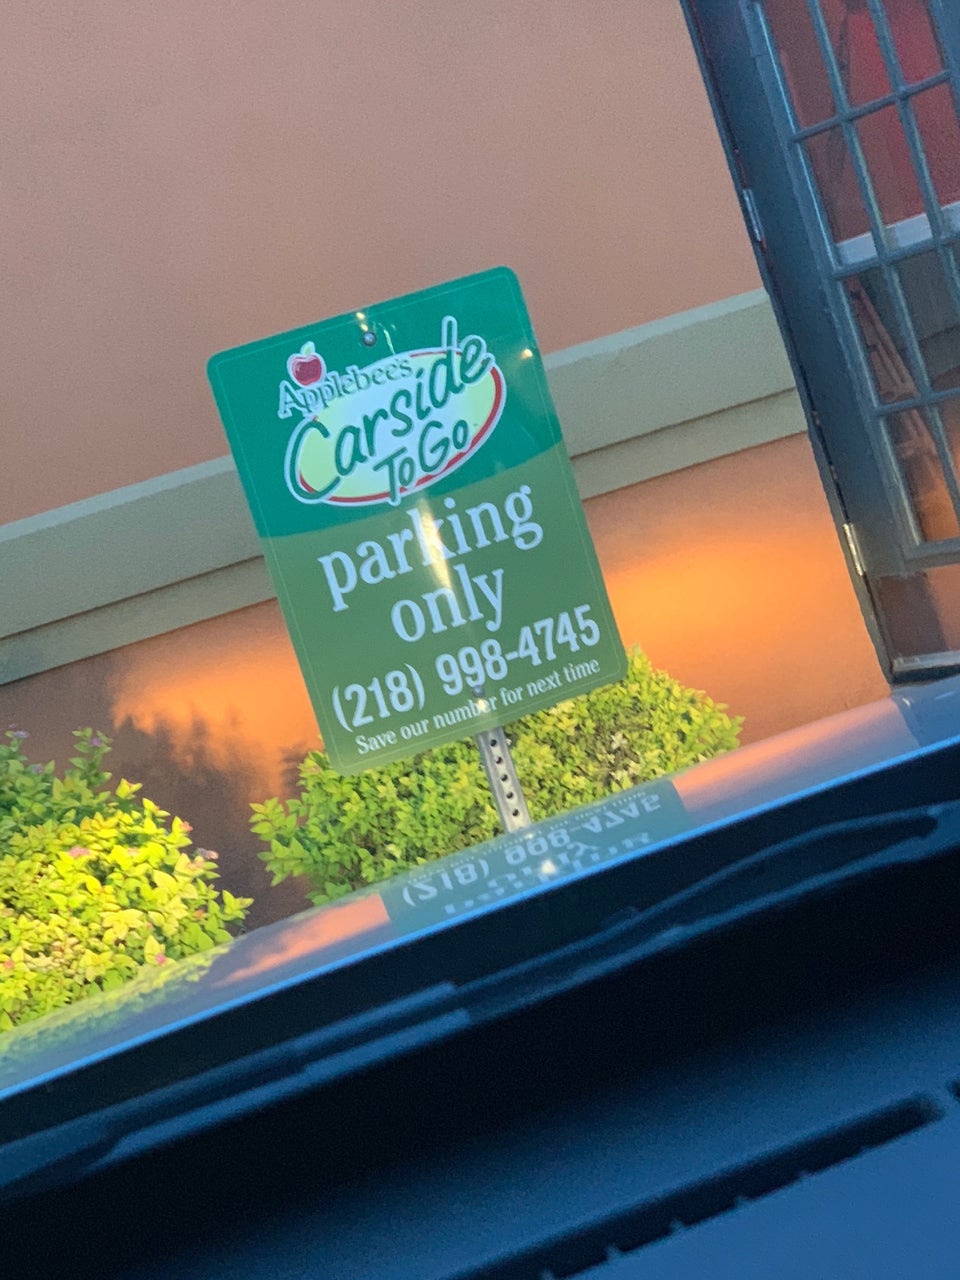 Applebee's
Carside
To Go
parking
only
(218) 998-4745
Save our number for next time